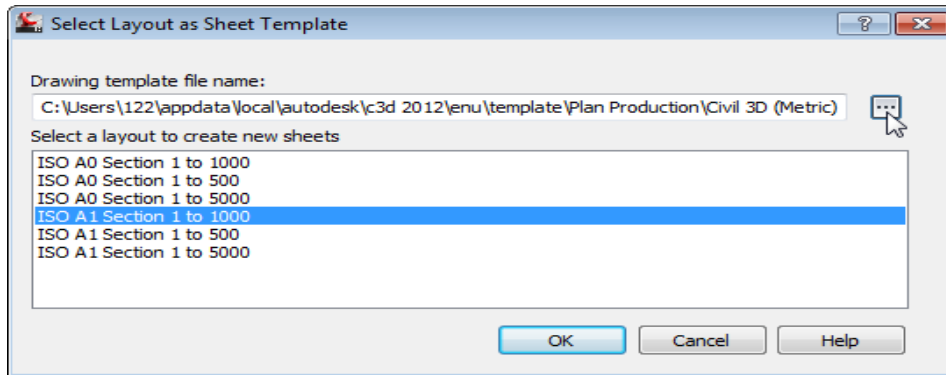 Select Layout as Sheet Template
Drawing template file name:
C:\Users\122\appdata\local\autodesk\c3d 2012\enu\template\Plan Production\Civil 3D (Metric)
...
Select a layout to create new sheets
ISO A0 Section 1 to 1000
ISO A0 Section 1 to 500
ISO A0 Section 1 to 5000
ISO A1 Section 1 to 1000
ISO A1 Section 1 to 500
ISO A1 Section 1 to 5000
OK Cancel Help